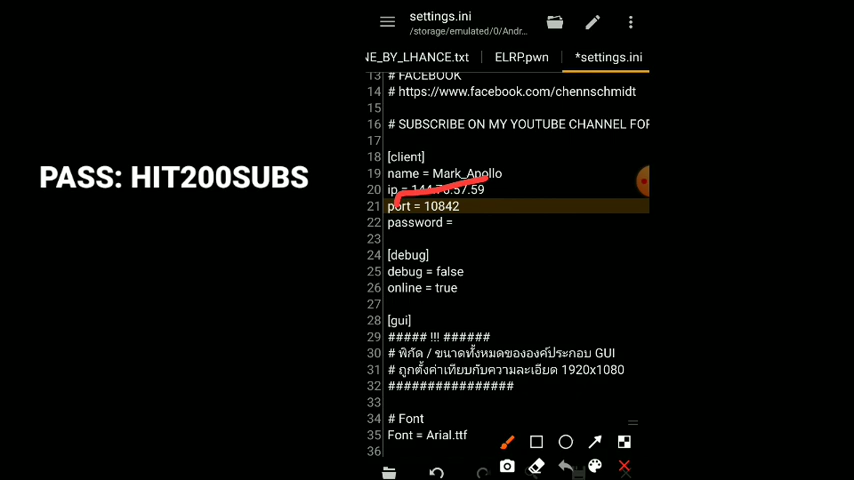 settings.ini
/storage/emulated/0/Andr...
NE_BY_LHANCE.txt
ELRP.pwn
*settings.ini
13 # FACEBOOK
14 # https://www.facebook.com/chennschmidt
15
16 # SUBSCRIBE ON MY YOUTUBE CHANNEL FOR
17
18 [client]
19 name = Mark_Apollo
20 ip = 144.76.57.59
21 port = 10842
22 password =
23
24 [debug]
25 debug = false
26 online = true
27
28 [gui]
29 ##### !!! ######
30 # พิกัด / ขนาดทั้งหมดขององค์ประกอบ GUI
31 # ถูกตั้งค่าเทียบกับความละเอียด 1920x1080
32 ################
33
34 # Font
35 Font = Arial.ttf
36
PASS: HIT200SUBS